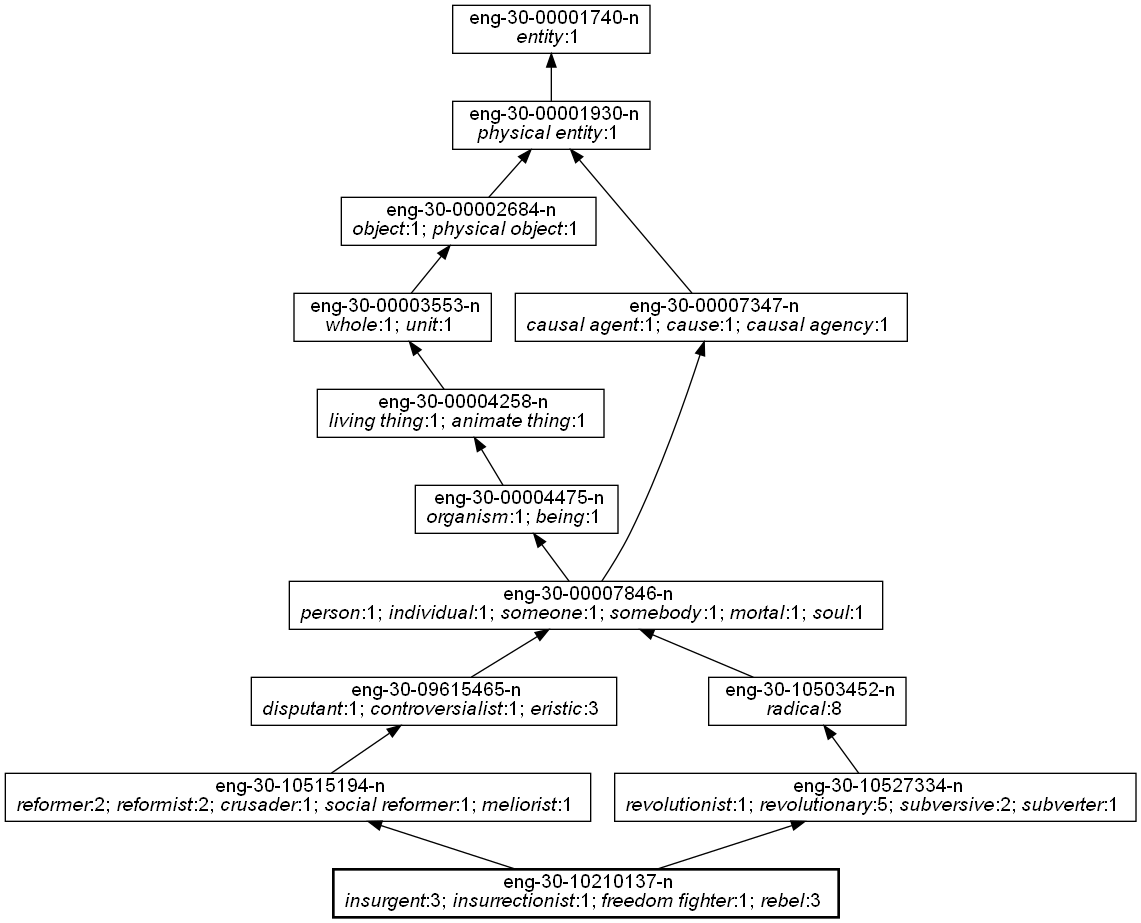 eng-30-00001740-n
entity:1
eng-30-00001930-n
physical entity:1
eng-30-00002684-n
object:1; physical object:1
eng-30-00003553-n
whole:1; unit:1
eng-30-00007347-n
causal agent:1; cause:1; causal agency:1
eng-30-00004258-n
living thing:1; animate thing:1
eng-30-00004475-n
organism:1; being:1
eng-30-00007846-n
person:1; individual:1; someone:1; somebody:1; mortal:1; soul:1
eng-30-09615465-n
disputant:1; controversialist:1; eristic:3
eng-30-10503452-n
radical:8
eng-30-10515194-n
reformer:2; reformist:2; crusader:1; social reformer:1; meliorist:1
eng-30-10527334-n
revolutionist:1; revolutionary:5; subversive:2; subverter:1
eng-30-10210137-n
insurgent:3; insurrectionist:1; freedom fighter:1; rebel:3